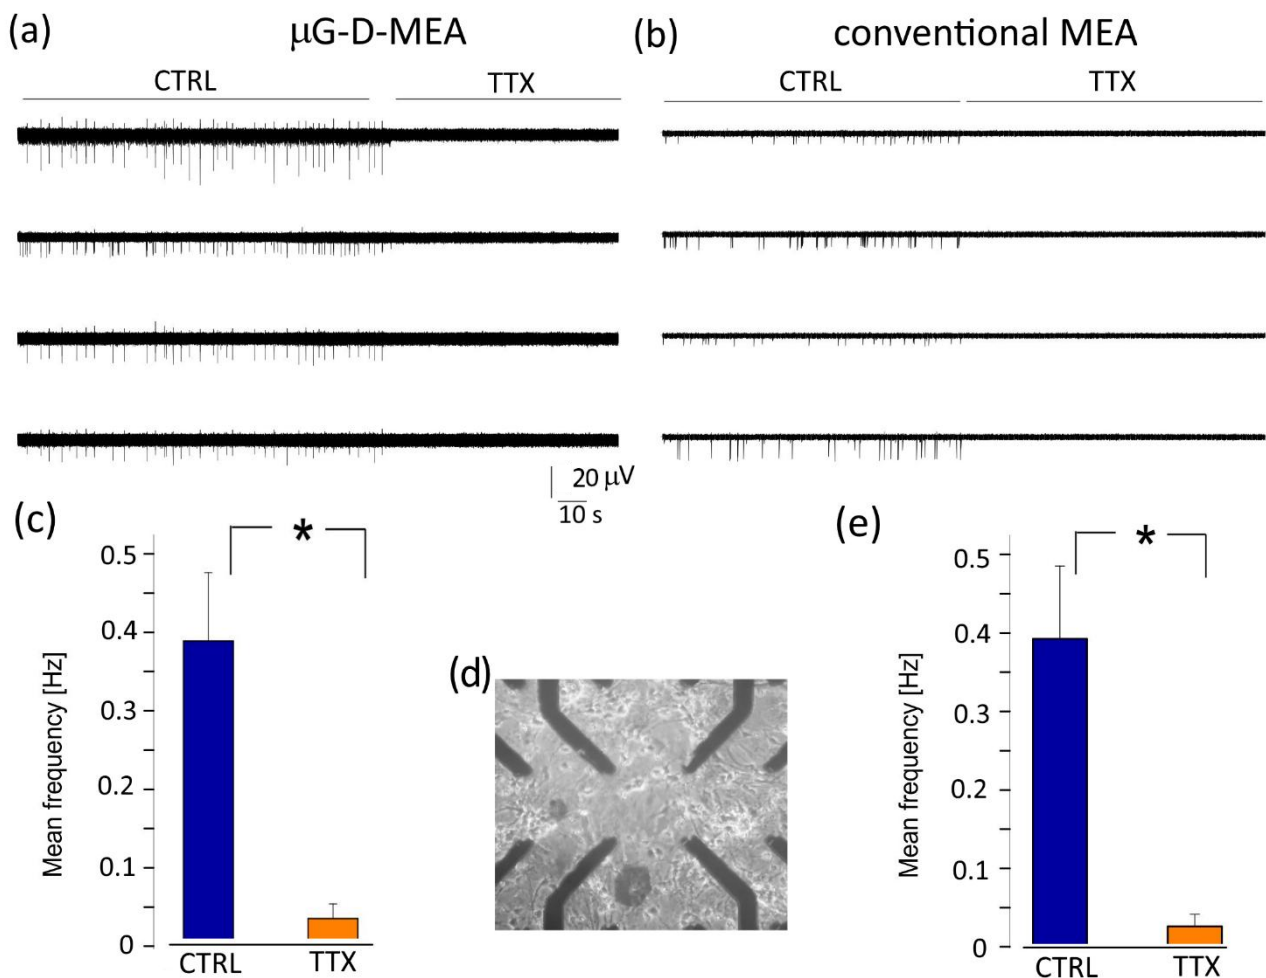 (a) μG-D-MEA
CTRL TTX
20 μV
10 s
(b) conventional MEA
CTRL TTX
(c)
*
Mean frequency [Hz]
0.5
0.4
0.3
0.2
0.1
0
CTRL TTX
(d)
(e)
*
Mean frequency [Hz]
0.5
0.4
0.3
0.2
0.1
0
CTRL TTX